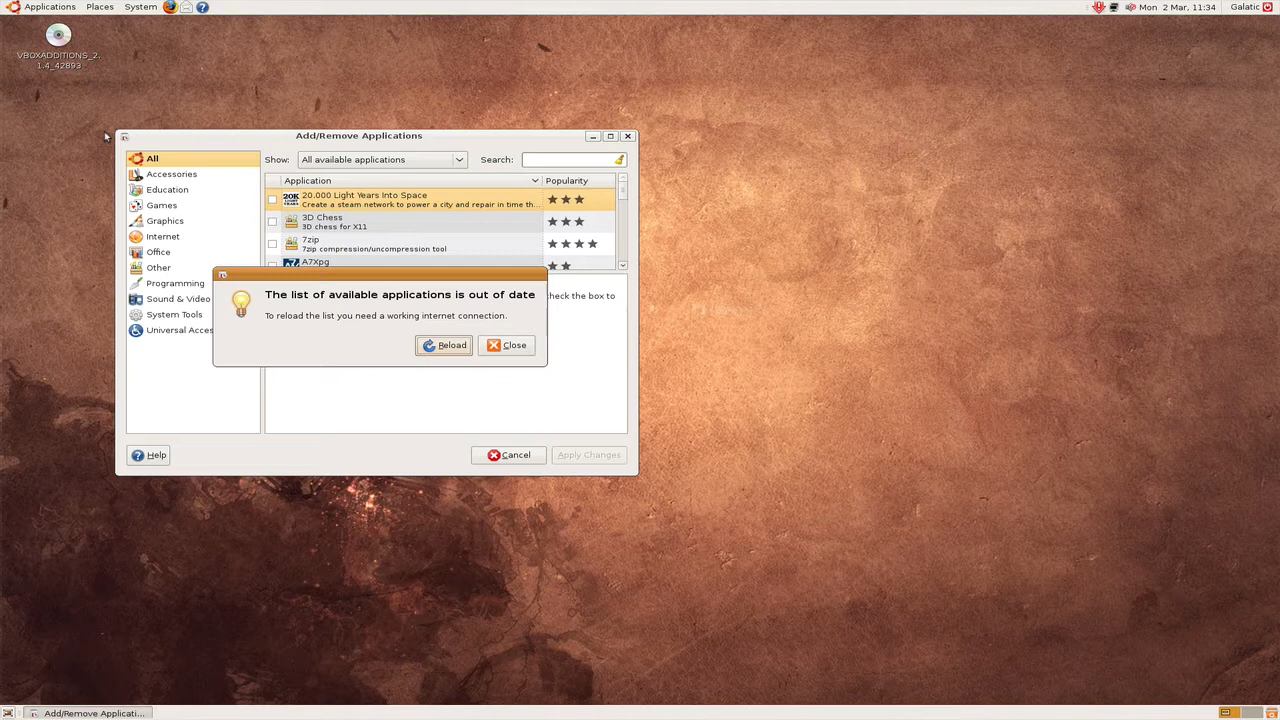 Applications Places System
Mon 2 Mar, 11:34 Galatic
VBOXADDITIONS_2.
1.4_42893
Add/Remove Applications
Show: All available applications Search:
All
Accessories
Education
Games
Graphics
Internet
Office
Other
Programming
Sound & Video
System Tools
Universal Acces
Application Popularity
20K
LIGHT
YEARS
20.000 Light Years Into Space
Create a steam network to power a city and repair in time th...
3D Chess
3D chess for X11
7zip
7zip compression/uncompression tool
A7 A7Xpg
check the box to
The list of available applications is out of date
To reload the list you need a working internet connection.
Reload Close
Help Cancel Apply Changes
Add/Remove Applicati...